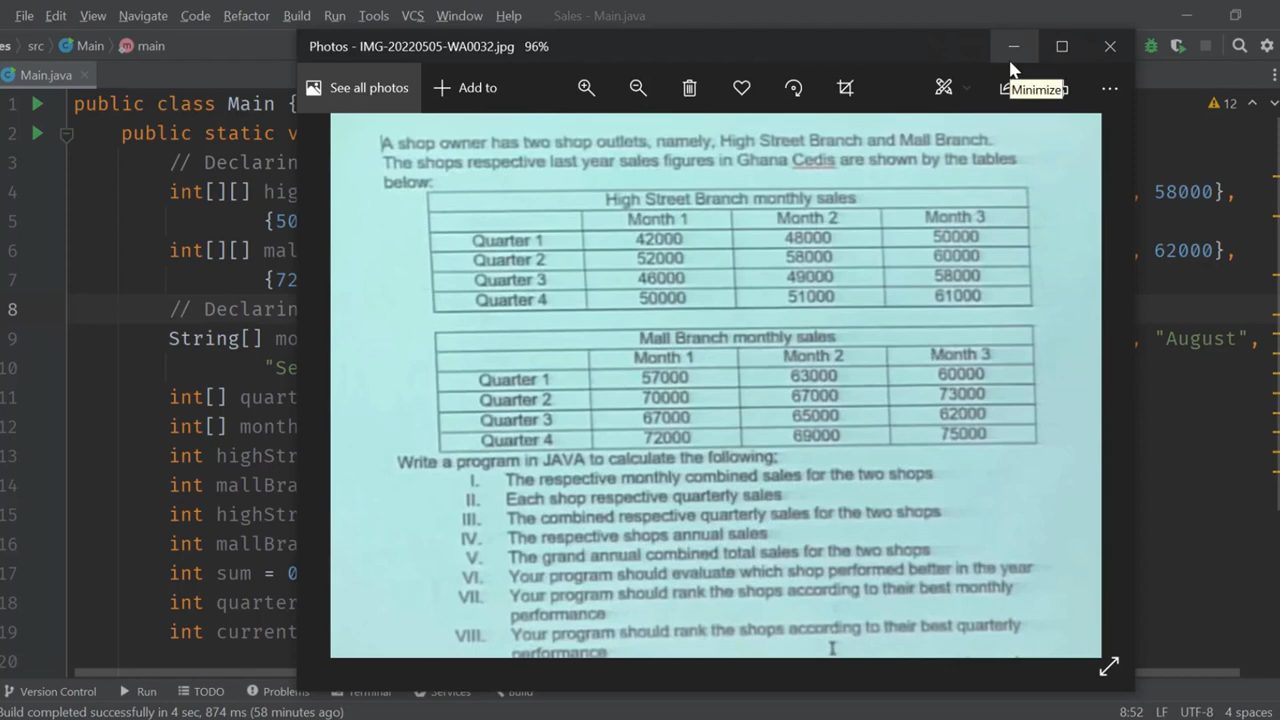 File Edit View Navigate Code Refactor Build Run Tools VCS Window Help Sales - Main.java
src Main main
Photos - IMG-20220505-WA0032.jpg 96%
Main.java
See all photos Add to
Minimize
1 public class Main {
2 public static v
3 // Declarin
4 int[][] hig 58000},
5 {50
6 int[][] mal 62000},
7 {72
8 // Declarin
9 String[] mo "August",
10 "Se
11 int[] quart
12 int[] month
13 int highStr
14 int mallBra
15 int highStr
16 int mallBra
17 int sum = 0
18 int quarter
19 int current
20
12
A shop owner has two shop outlets, namely, High Street Branch and Mall Branch.
The shops respective last year sales figures in Ghana Cedis are shown by the tables
below:
High Street Branch monthly sales
Month 1 Month 2 Month 3
Quarter 1 42000 48000 50000
Quarter 2 52000 58000 60000
Quarter 3 46000 49000 58000
Quarter 4 50000 51000 61000
Mall Branch monthly sales
Month 1 Month 2 Month 3
Quarter 1 57000 63000 60000
Quarter 2 70000 67000 73000
Quarter 3 67000 65000 62000
Quarter 4 72000 69000 75000
Write a program in JAVA to calculate the following:
I. The respective monthly combined sales for the two shops
II. Each shop respective quarterly sales
III. The combined respective quarterly sales for the two shops
IV. The respective shops annual sales
V. The grand annual combined total sales for the two shops
VI. Your program should evaluate which shop performed better in the year
VII. Your program should rank the shops according to their best monthly
performance
VIII. Your program should rank the shops according to their best quarterly
performance
Version Control Run TODO Problems Terminal Services Build
Build completed successfully in 4 sec, 874 ms (58 minutes ago) 8:52 LF UTF-8 4 spaces